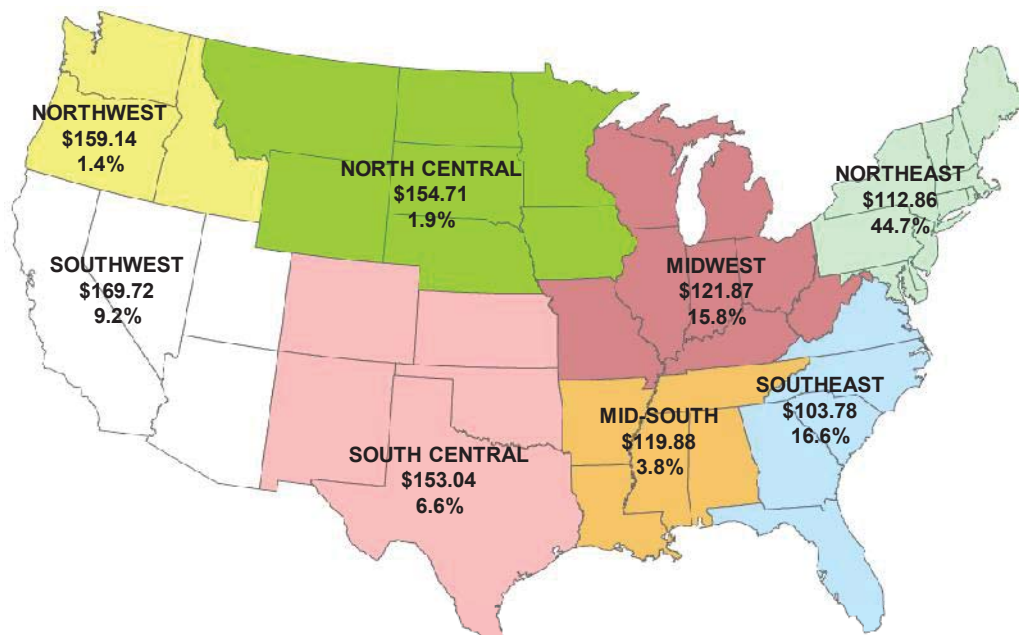 NORTHWEST
$159.14
1.4%
NORTH CENTRAL
$154.71
1.9%
NORTHEAST
$112.86
44.7%
SOUTHWEST
$169.72
9.2%
MIDWEST
$121.87
15.8%
SOUTHEAST
$103.78
16.6%
MID-SOUTH
$119.88
3.8%
SOUTH CENTRAL
$153.04
6.6%